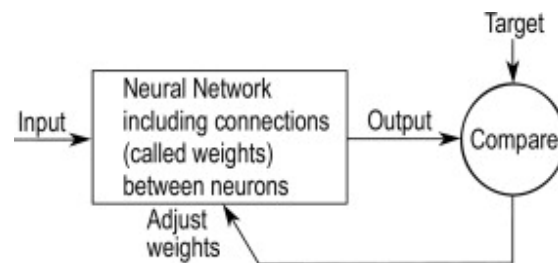 Target
Neural Network
including connections
(called weights)
between neurons
Input
Output
Compare
Adjust
weights